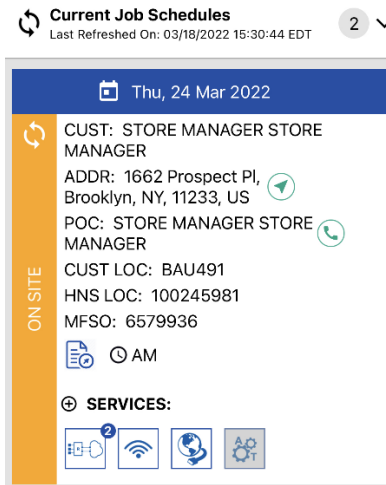 Current Job Schedules
Last Refreshed On: 03/18/2022 15:30:44 EDT
2
Thu, 24 Mar 2022
CUST: STORE MANAGER STORE
MANAGER
ADDR: 1662 Prospect Pl,
Brooklyn, NY, 11233, US
POC: STORE MANAGER STORE
MANAGER
CUST LOC: BAU491
HNS LOC: 100245981
MFSO: 6579936
AM
ON SITE
SERVICES:
2